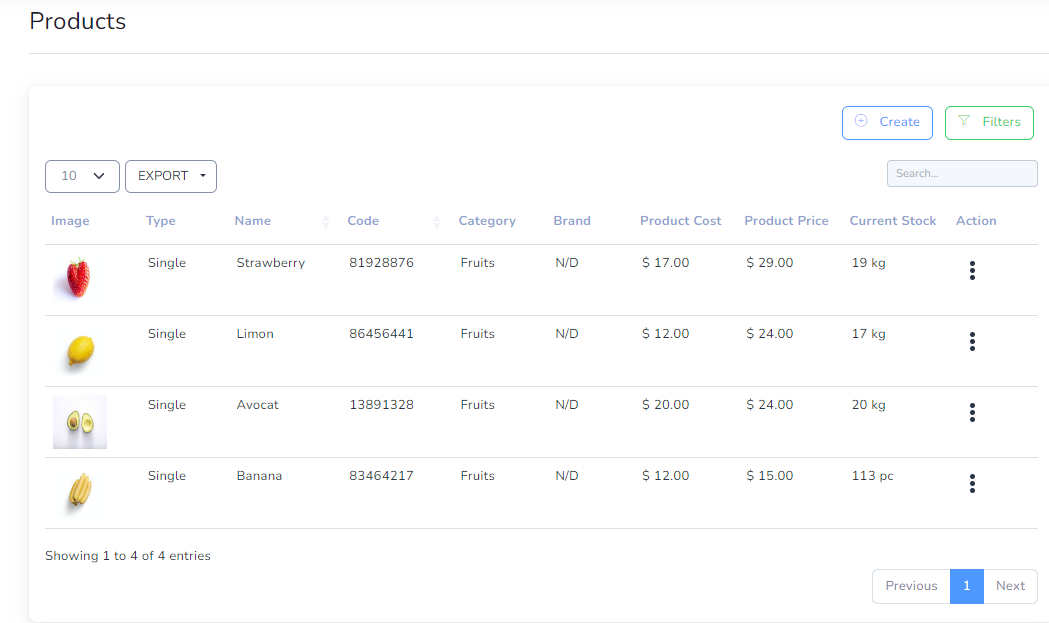 Products
Create Filters
10 EXPORT Search...
Image Type Name Code Category Brand Product Cost Product Price Current Stock Action
Single Strawberry 81928876 Fruits N/D $ 17.00 $ 29.00 19 kg
Single Limon 86456441 Fruits N/D $ 12.00 $ 24.00 17 kg
Single Avocat 13891328 Fruits N/D $ 20.00 $ 24.00 20 kg
Single Banana 83464217 Fruits N/D $ 12.00 $ 15.00 113 pc
Showing 1 to 4 of 4 entries
Previous 1 Next